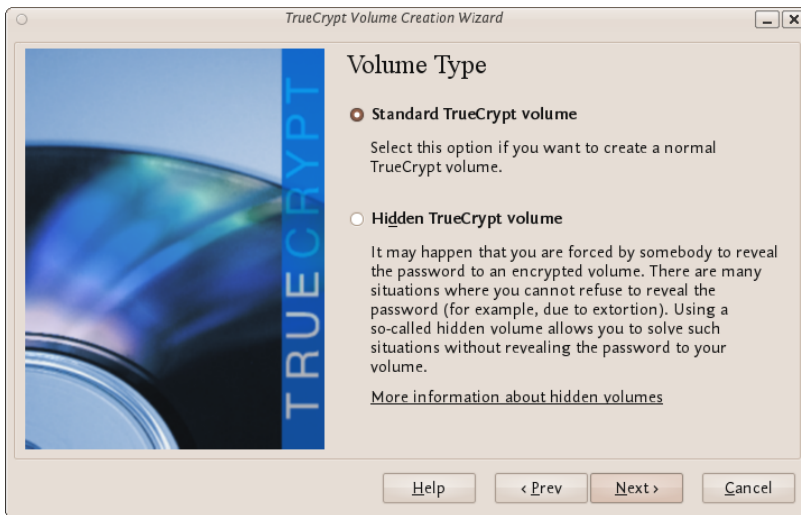 TrueCrypt Volume Creation Wizard
TRUECRYPT
Volume Type
Standard TrueCrypt volume
Select this option if you want to create a normal
TrueCrypt volume.
Hidden TrueCrypt volume
It may happen that you are forced by somebody to reveal
the password to an encrypted volume. There are many
situations where you cannot refuse to reveal the
password (for example, due to extortion). Using a
so-called hidden volume allows you to solve such
situations without revealing the password to your
volume.
More information about hidden volumes
Help
‹ Prev
Next ›
Cancel